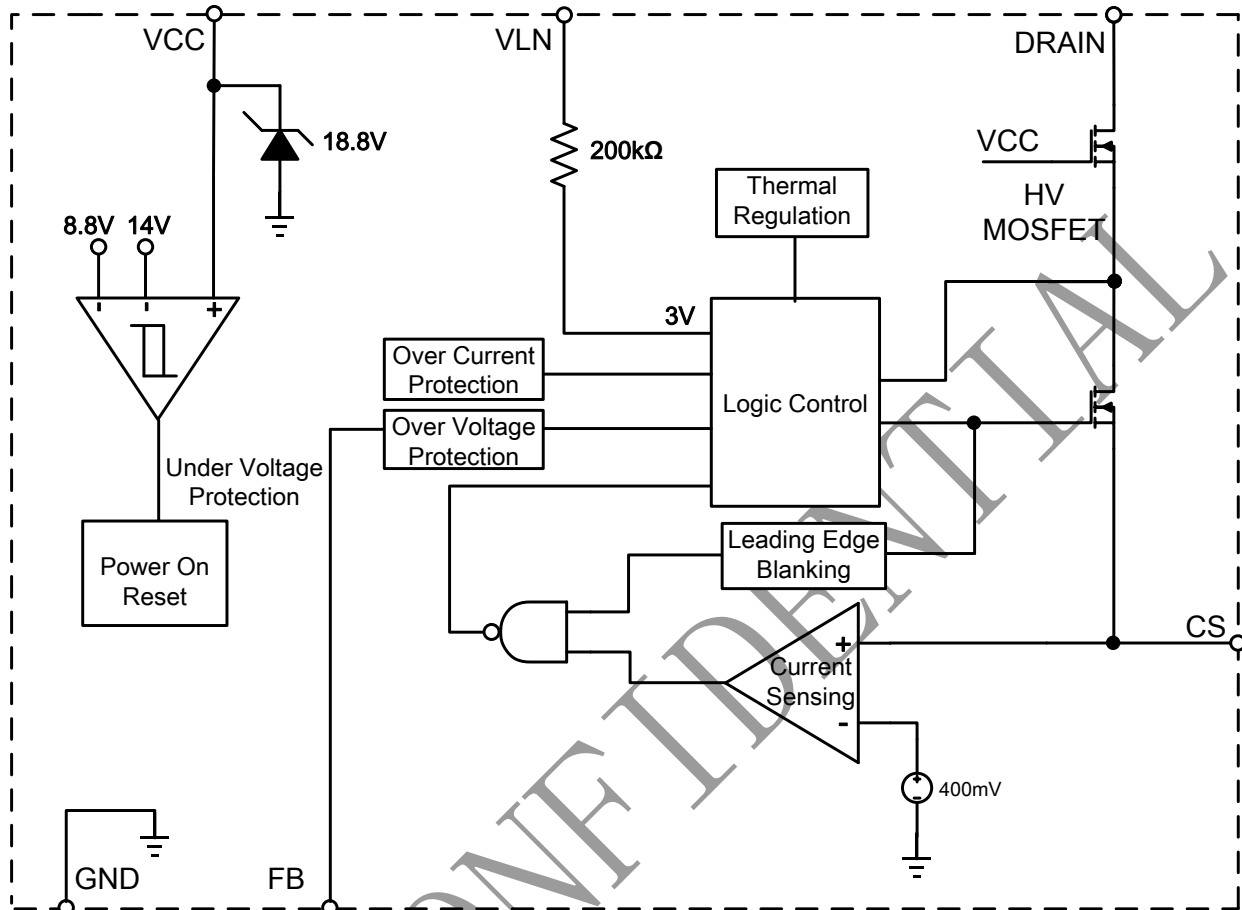 VCC
VLN
DRAIN
18.8V
200kΩ
VCC
8.8V 14V
Thermal
Regulation
HV
MOSFET
- - +
3V
Over Current
Protection
Logic Control
Over Voltage
Protection
Under Voltage
Protection
Leading Edge
Blanking
Power On
Reset
CS
+
Current
Sensing
-
+
-
400mV
GND
FB
ONFIDENTIAL